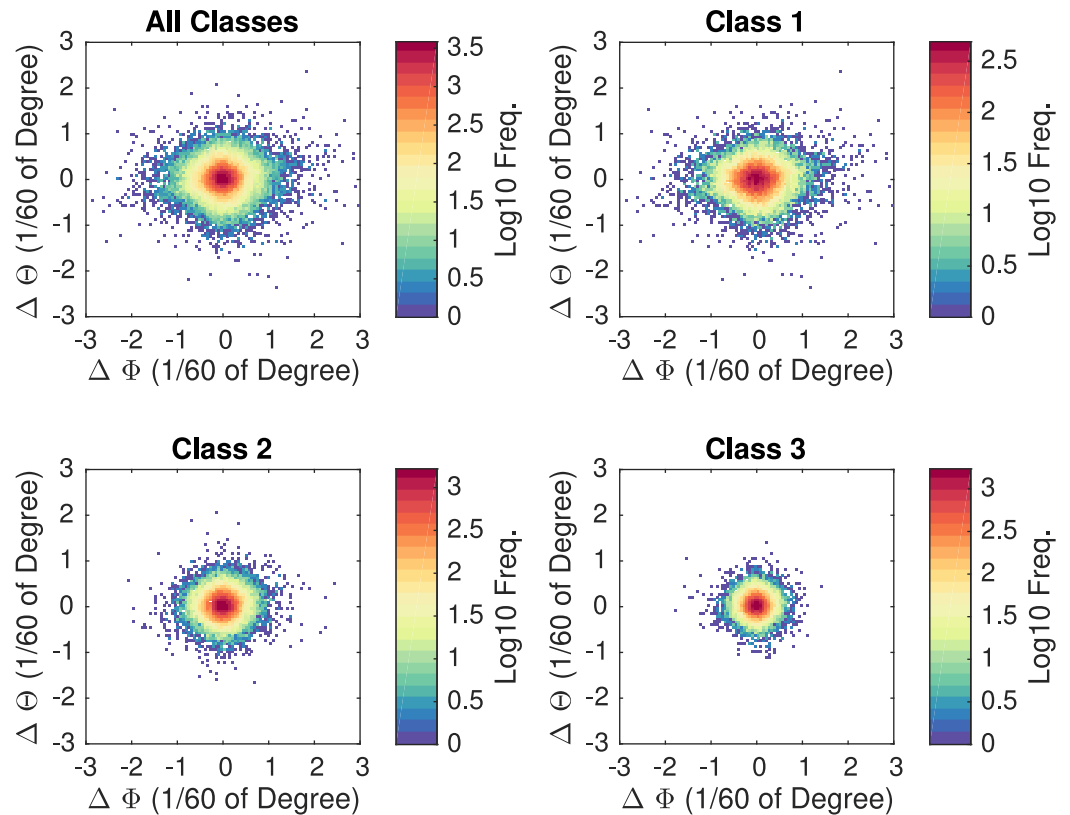 All Classes
3
2
1
0
-1
-2
-3
Δ Θ (1/60 of Degree)
-3 -2 -1 0 1 2 3
Δ Φ (1/60 of Degree)
3.5
3
2.5
2
1.5
1
0.5
0
Log10 Freq.
Class 1
3
2
1
0
-1
-2
-3
Δ Θ (1/60 of Degree)
-3 -2 -1 0 1 2 3
Δ Φ (1/60 of Degree)
2.5
2
1.5
1
0.5
0
Log10 Freq.
Class 2
3
2
1
0
-1
-2
-3
Δ Θ (1/60 of Degree)
-3 -2 -1 0 1 2 3
Δ Φ (1/60 of Degree)
3
2.5
2
1.5
1
0.5
0
Log10 Freq.
Class 3
3
2
1
0
-1
-2
-3
Δ Θ (1/60 of Degree)
-3 -2 -1 0 1 2 3
Δ Φ (1/60 of Degree)
3
2.5
2
1.5
1
0.5
0
Log10 Freq.